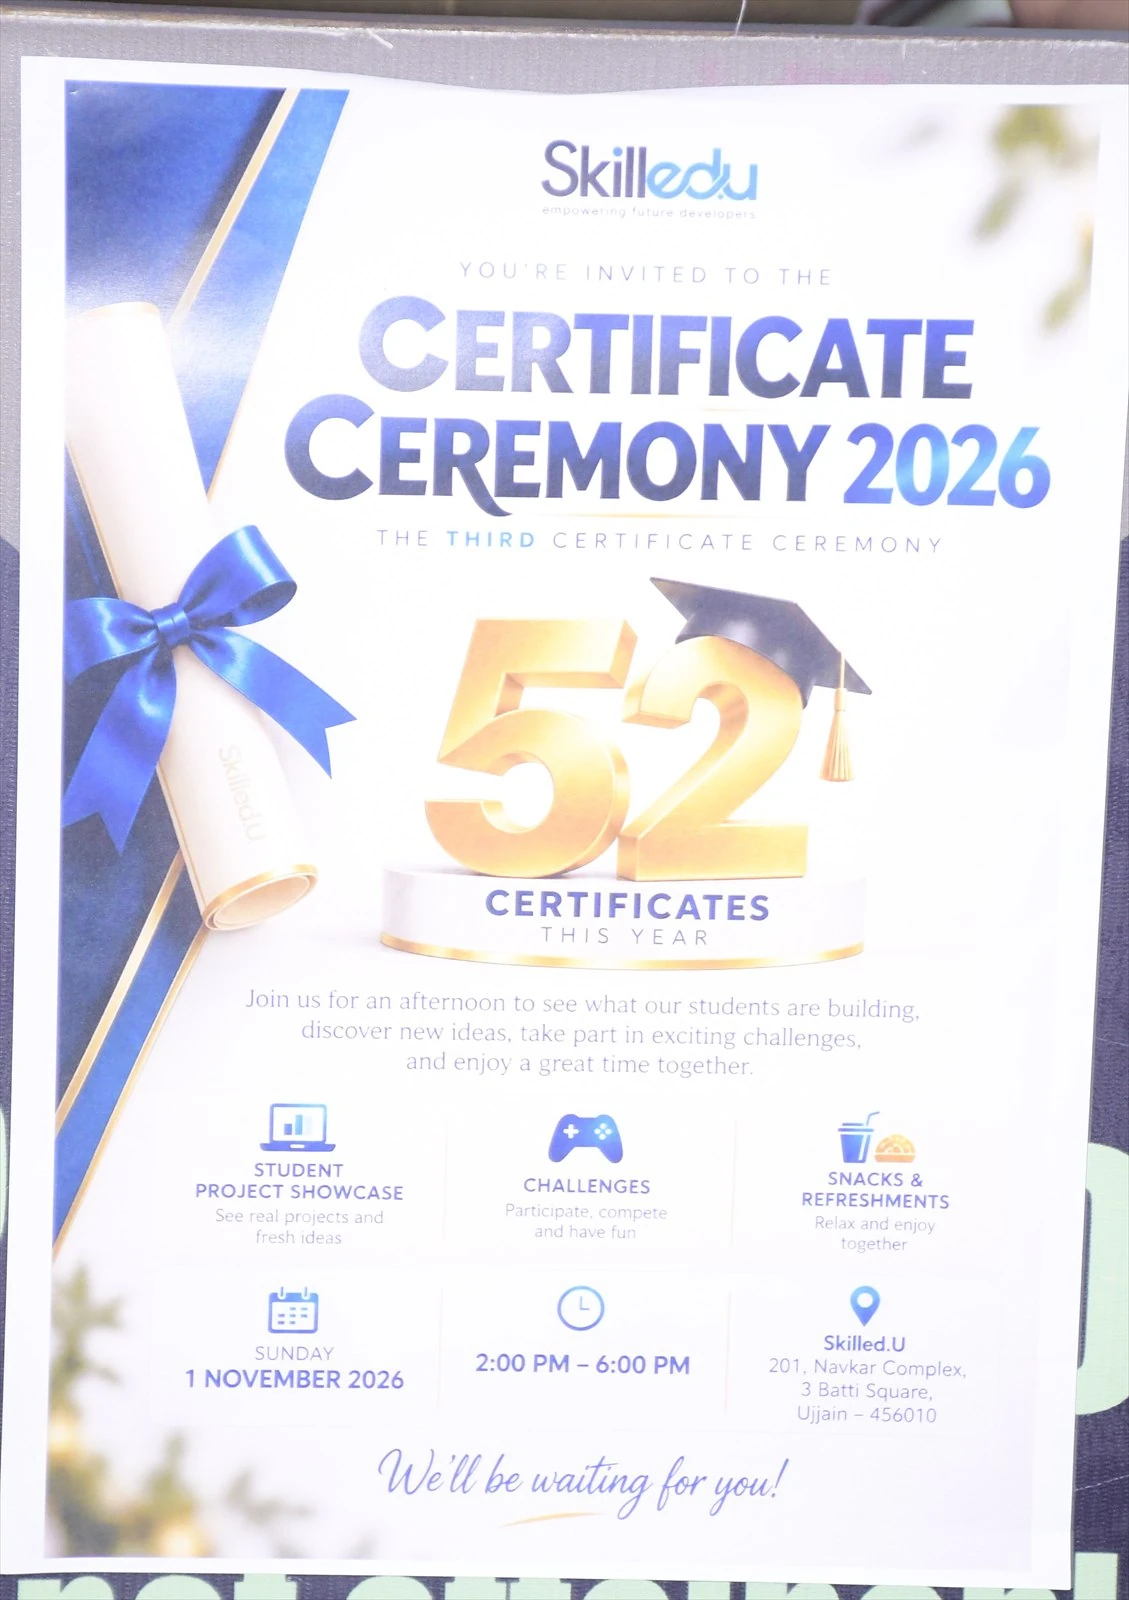 Skilled.u
empowering future developers
YOU'RE INVITED TO THE
CERTIFICATE
CEREMONY 2026
THE THIRD CERTIFICATE CEREMONY
52
Skilled.U
CERTIFICATES
THIS YEAR
Join us for an afternoon to see what our students are building,
discover new ideas, take part in exciting challenges,
and enjoy a great time together.
STUDENT
PROJECT SHOWCASE
See real projects and
fresh ideas
CHALLENGES
Participate, compete
and have fun
SNACKS &
REFRESHMENTS
Relax and enjoy
together
SUNDAY
1 NOVEMBER 2026
2:00 PM – 6:00 PM
Skilled.U
201, Navkar Complex,
3 Batti Square,
Ujjain – 456010
We'll be waiting for you!